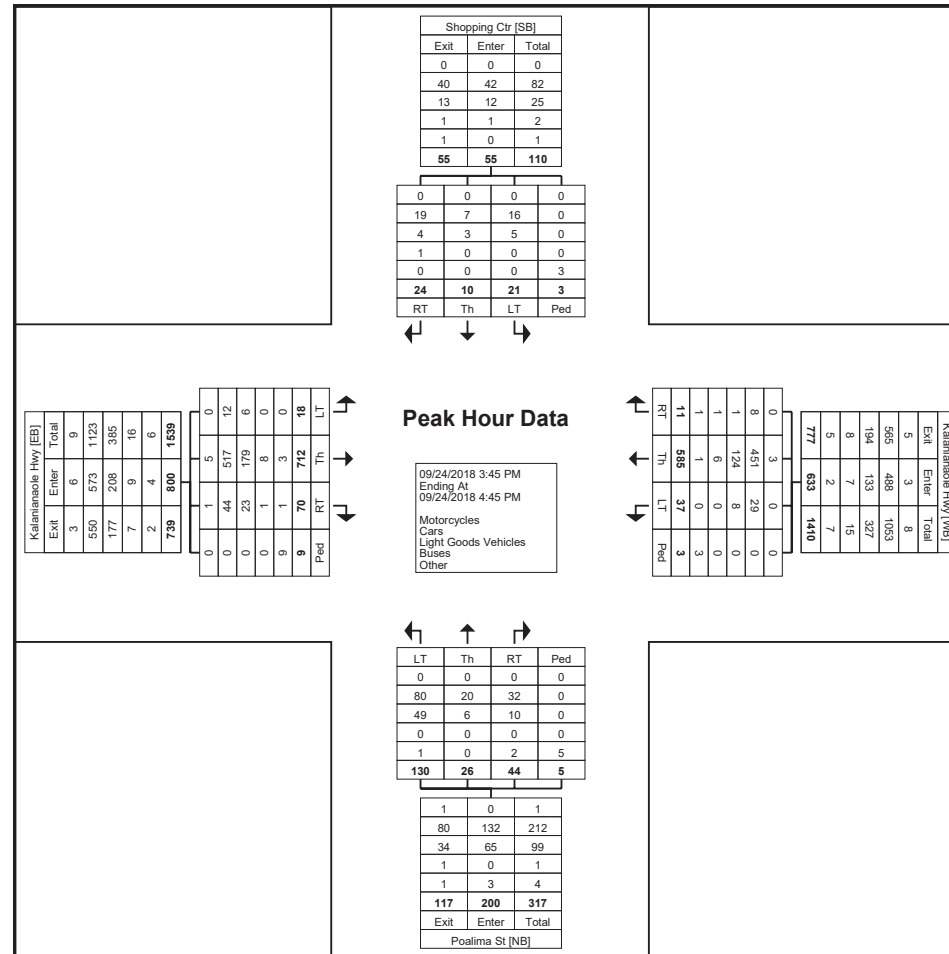 Shopping Ctr [SB]
Exit Enter Total
0 0 0
40 42 82
13 12 25
1 1 2
1 0 1
55 55 110
0 0 0 0
19 7 16 0
4 3 5 0
1 0 0 0
0 0 0 3
24 10 21 3
RT Th LT Ped
Kalanianaole Hwy [EB]
Exit Enter Total
3 6 9
550 573 1123
177 208 385
7 9 16
2 4 6
739 800 1539
0 1 5 0
0 44 517 12
0 23 179 6
0 1 8 0
9 1 3 0
9 70 712 18
Ped RT Th LT
Peak Hour Data
09/24/2018 3:45 PM
Ending At
09/24/2018 4:45 PM
Motorcycles
Cars
Light Goods Vehicles
Buses
Other
Kalanianaole Hwy [WB]
Exit Enter Total
5 3 8
565 488 1053
194 133 327
8 7 15
5 2 7
777 633 1410
0 3 0 0
8 451 29 0
1 124 8 0
1 6 0 0
1 1 0 3
11 585 37 3
RT Th LT Ped
LT Th RT Ped
0 0 0 0
80 20 32 0
49 6 10 0
0 0 0 0
1 0 2 5
130 26 44 5
1 0 1
80 132 212
34 65 99
1 0 1
1 3 4
117 200 317
Exit Enter Total
Poalima St [NB]